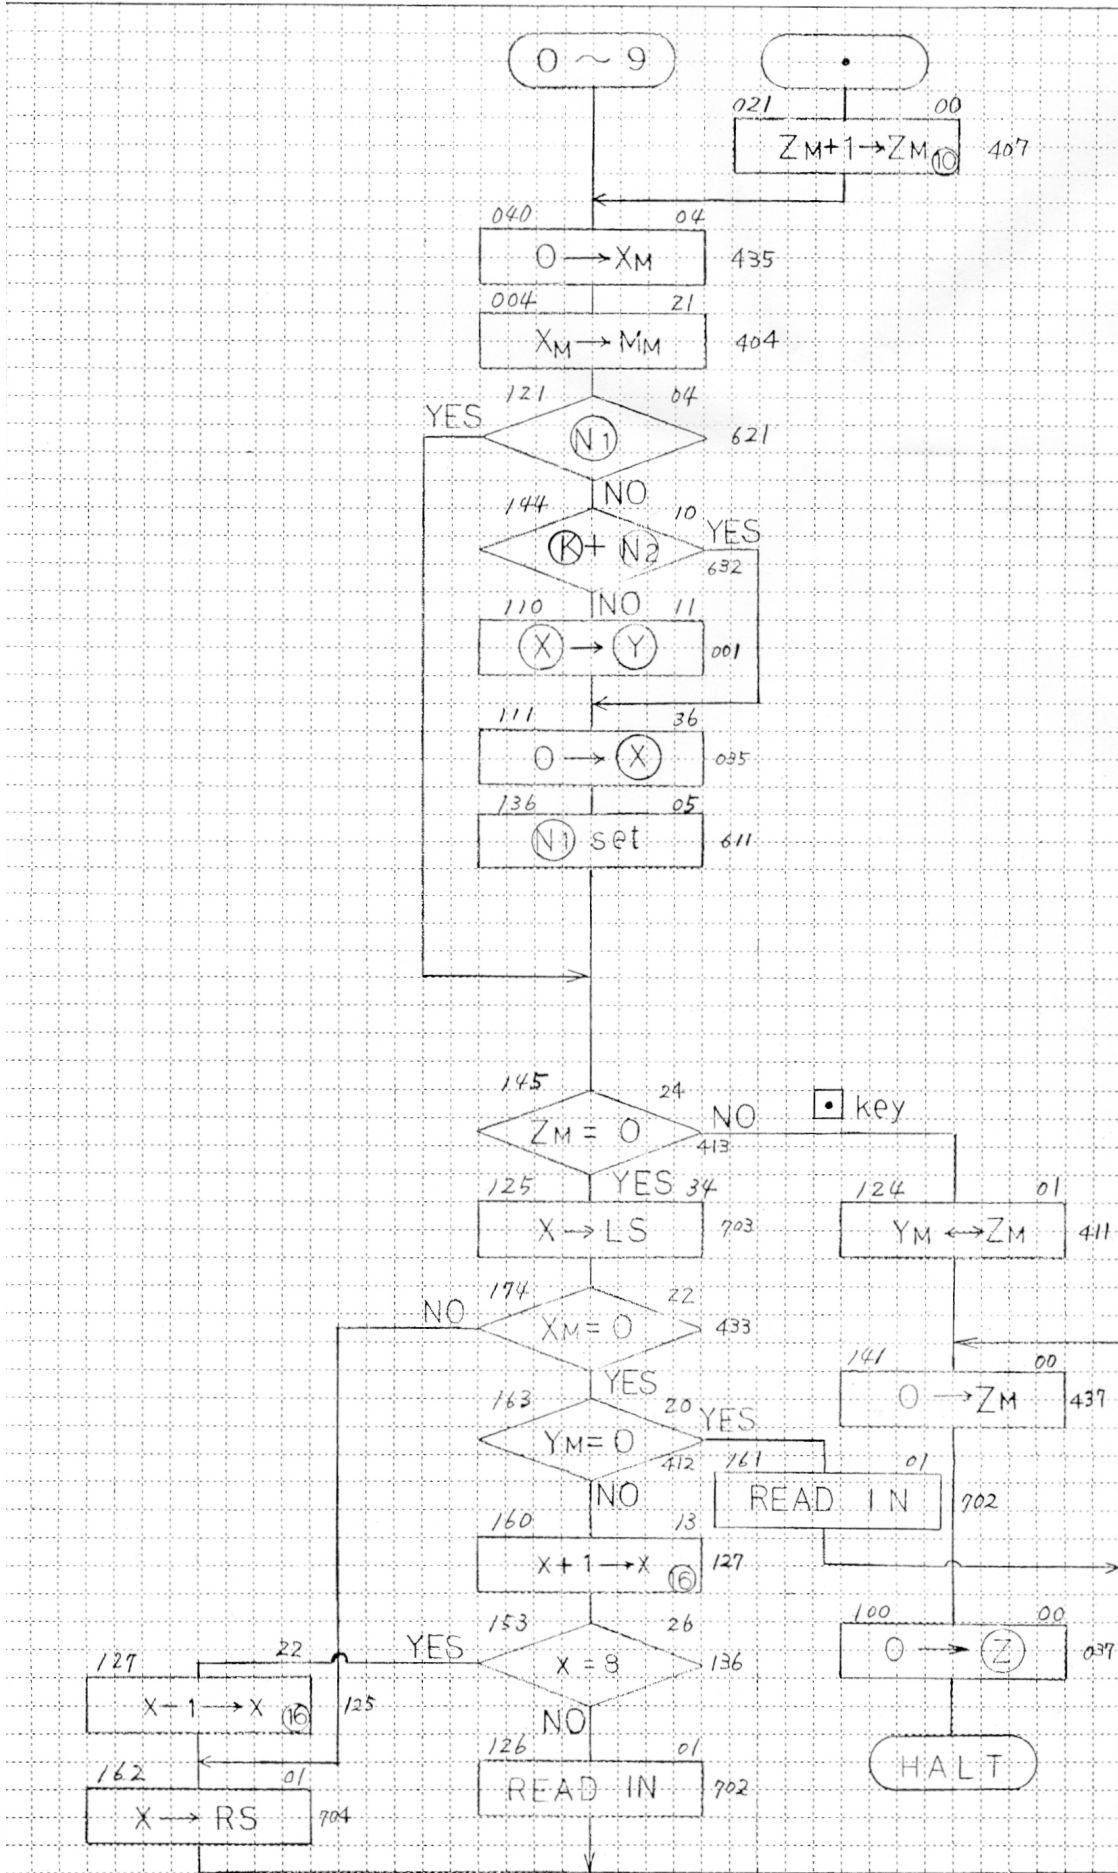 0 ~ 9
•
021 00
ZM+1→ZM ⑩ 407
040 04
0 → XM 435
004 21
XM → MM 404
121 04
YES N1 621
NO
144 10
K + N2 YES
632
NO
110 11
X → Y 001
111 36
0 → X 035
136 05
N1 set 611
145 24
ZM = 0 NO • key
413
YES
125 34
X → LS 703
124 01
YM ↔ ZM 411
174 22
NO XM = 0 433
YES
141 00
0 → ZM 437
163 20
YM = 0 YES
412
NO
161 01
READ IN 702
160 13
X + 1 → X ⑯ 127
153 26
YES X = 8 136
NO
100 00
0 → Z 037
127 22
X - 1 → X ⑯ 125
126 01
READ IN 702
HALT
162 01
X → RS 704